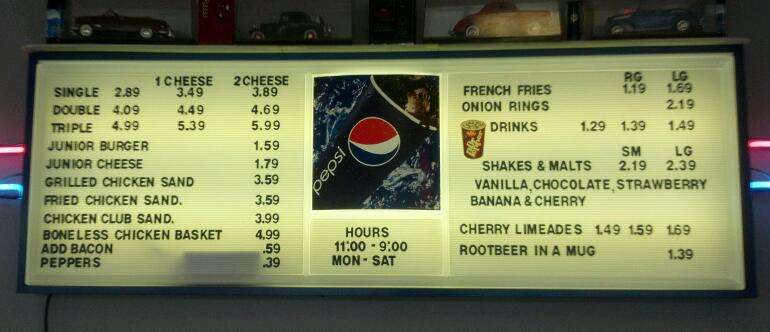 1 CHEESE 2 CHEESE
SINGLE 2.89 3.49 3.89
DOUBLE 4.09 4.49 4.69
TRIPLE 4.99 5.39 5.99
JUNIOR BURGER 1.59
JUNIOR CHEESE 1.79
GRILLED CHICKEN SAND 3.59
FRIED CHICKEN SAND. 3.59
CHICKEN CLUB SAND. 3.99
BONELESS CHICKEN BASKET 4.99
ADD BACON .59
PEPPERS .39
pepsi
HOURS
11:00 - 9:00
MON - SAT
RG LG
FRENCH FRIES 1.19 1.69
ONION RINGS 2.19
DRINKS 1.29 1.39 1.49
SM LG
SHAKES & MALTS 2.19 2.39
VANILLA, CHOCOLATE, STRAWBERRY
BANANA & CHERRY
CHERRY LIMEADES 1.49 1.59 1.69
ROOTBEER IN A MUG 1.39